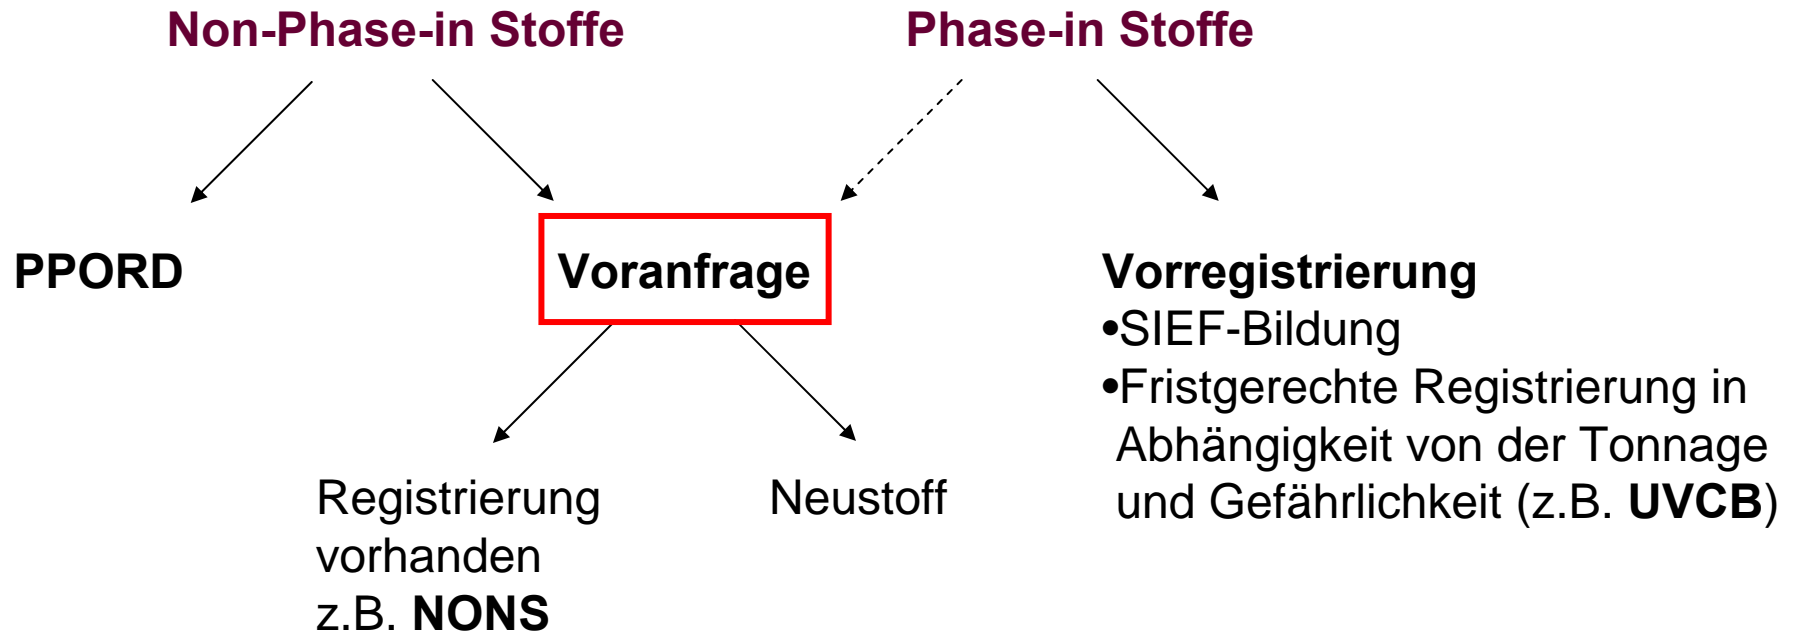 Non-Phase-in Stoffe
Phase-in Stoffe
PPORD
Voranfrage
Vorregistrierung
•SIEF-Bildung
•Fristgerechte Registrierung in
Abhängigkeit von der Tonnage
und Gefährlichkeit (z.B. UVCB)
Registrierung
vorhanden
z.B. NONS
Neustoff